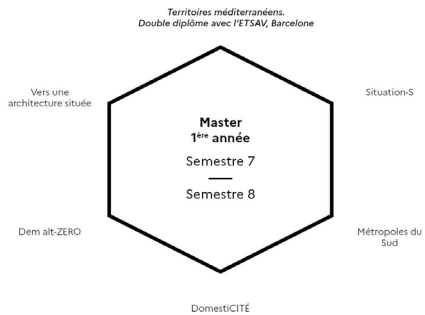 Territoires méditerranéens.
Double diplôme avec l'ETSAV, Barcelone
Vers une
architecture située
Situation-S
Master
1ère année
Semestre 7
Semestre 8
Dem alt-ZERO
Métropoles du
Sud
DomestiCITÉ